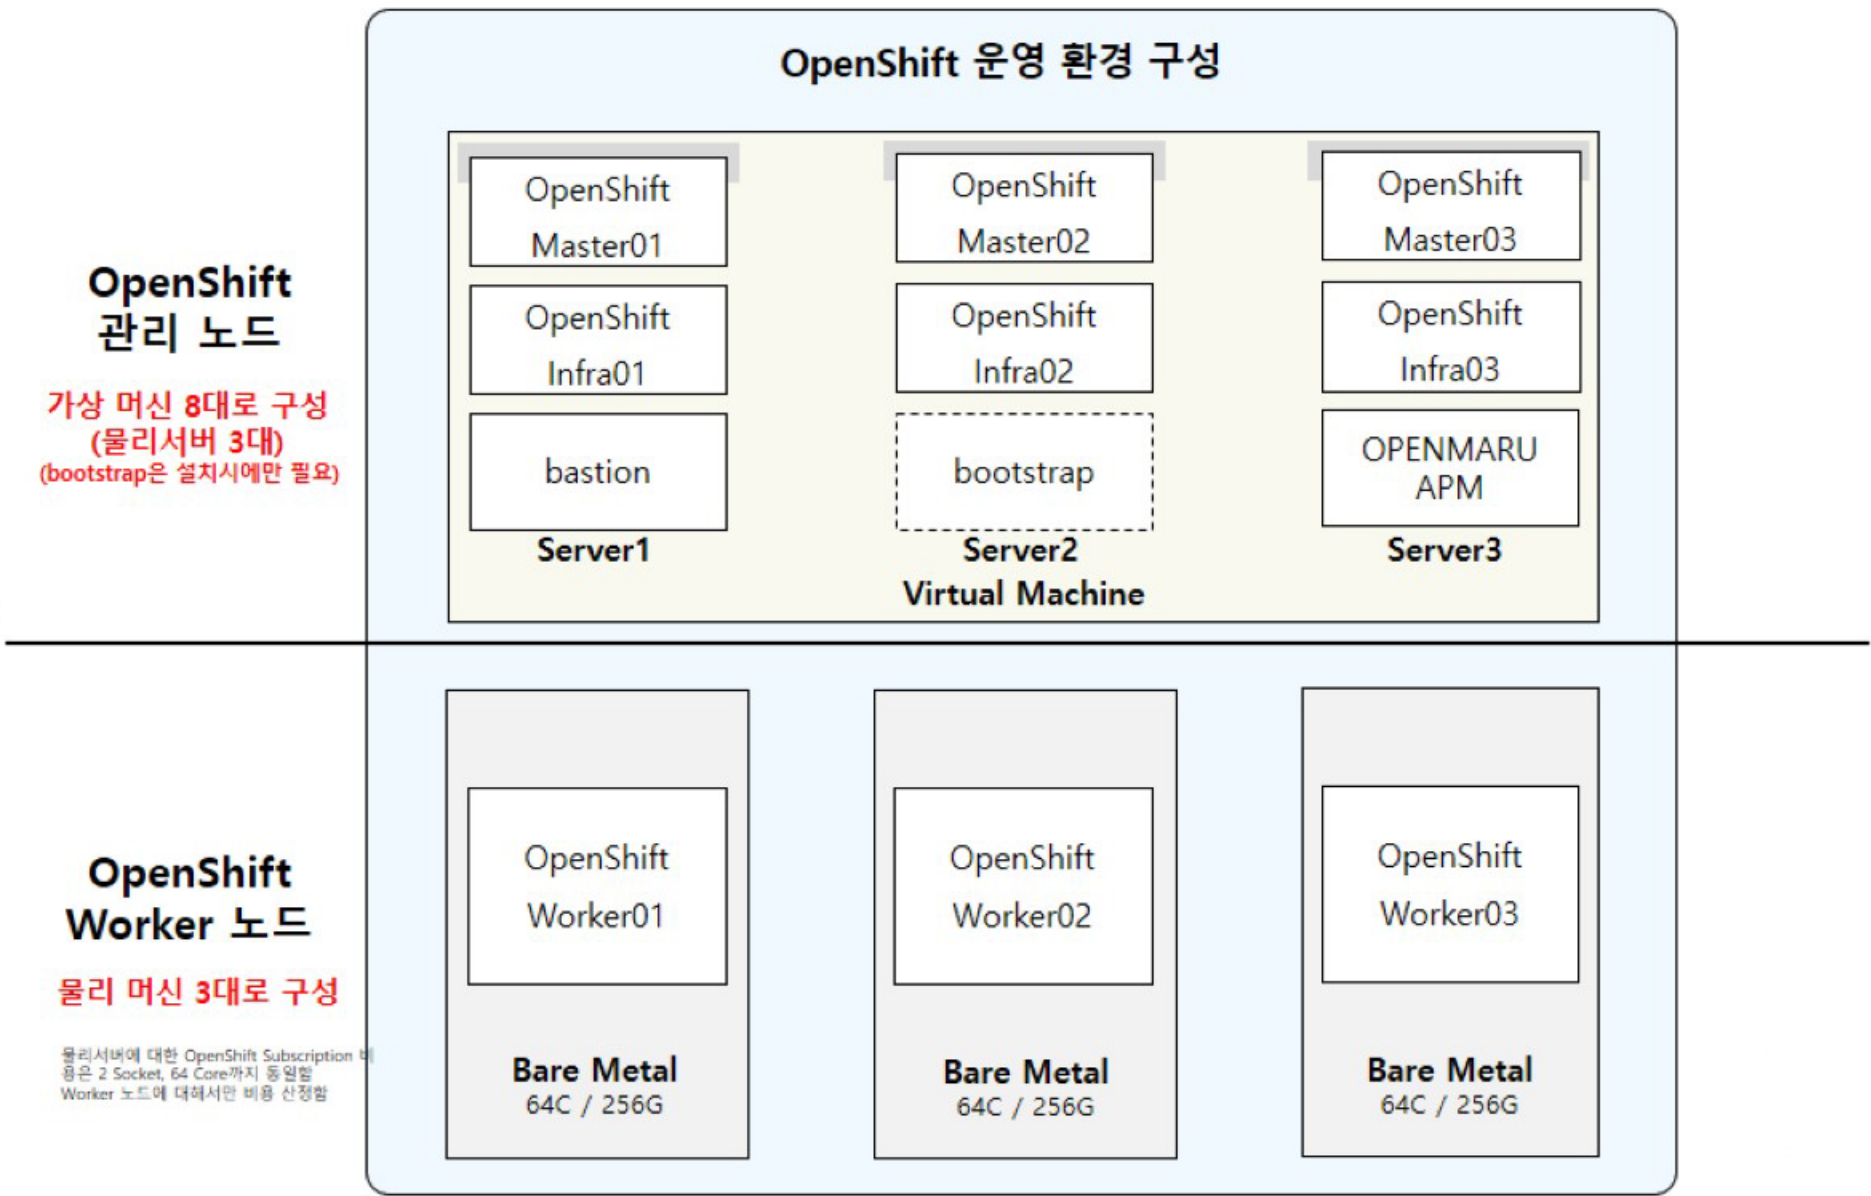 OpenShift 운영 환경 구성
OpenShift
관리 노드
가상 머신 8대로 구성
(물리서버 3대)
(bootstrap은 설치시에만 필요)
OpenShift
Master01
OpenShift
Infra01
bastion
Server1
OpenShift
Master02
OpenShift
Infra02
bootstrap
Server2
OpenShift
Master03
OpenShift
Infra03
OPENMARU
APM
Server3
Virtual Machine
OpenShift
Worker 노드
물리 머신 3대로 구성
물리서버에 대한 OpenShift Subscription 비
용은 2 Socket, 64 Core까지 동일함
Worker 노드에 대해서만 비용 산정함
OpenShift
Worker01
Bare Metal
64C / 256G
OpenShift
Worker02
Bare Metal
64C / 256G
OpenShift
Worker03
Bare Metal
64C / 256G